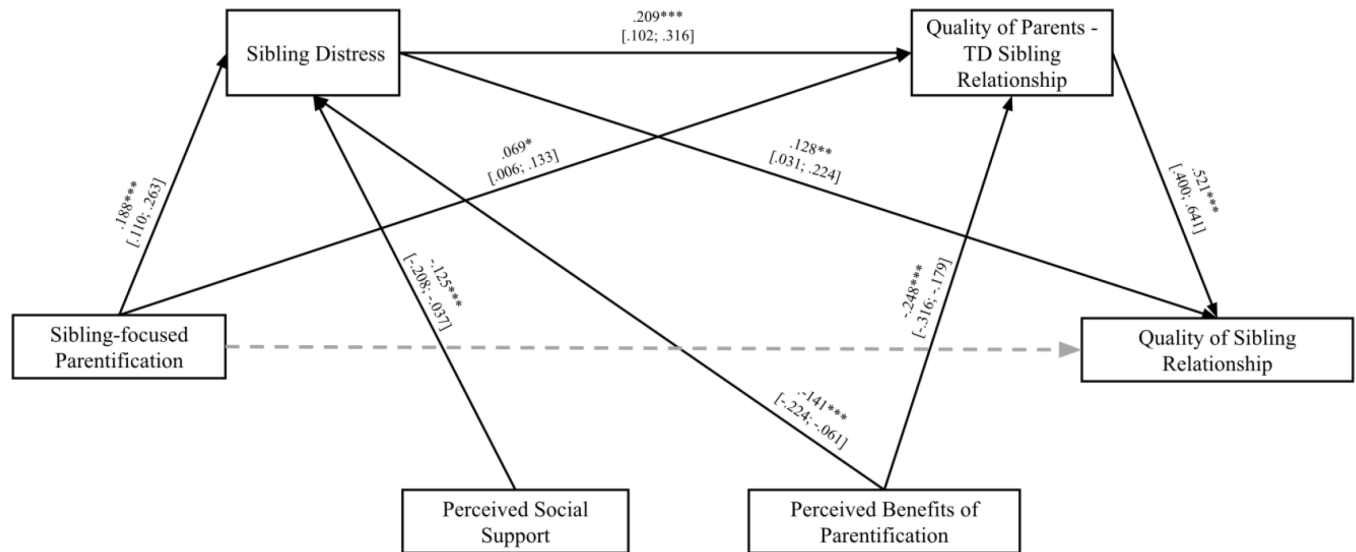 .209***
[.102; .316]
Sibling Distress
Quality of Parents -
TD Sibling
Relationship
.069*
[.006; .133]
.128**
[.031; .224]
.521***
[.400; .641]
.188***
[.110; .263]
-.125***
[-.208; -.037]
-.248***
[-.316; -.179]
Sibling-focused
Parentification
Quality of Sibling
Relationship
.-141***
[-.224; -.061]
Perceived Social
Support
Perceived Benefits of
Parentification